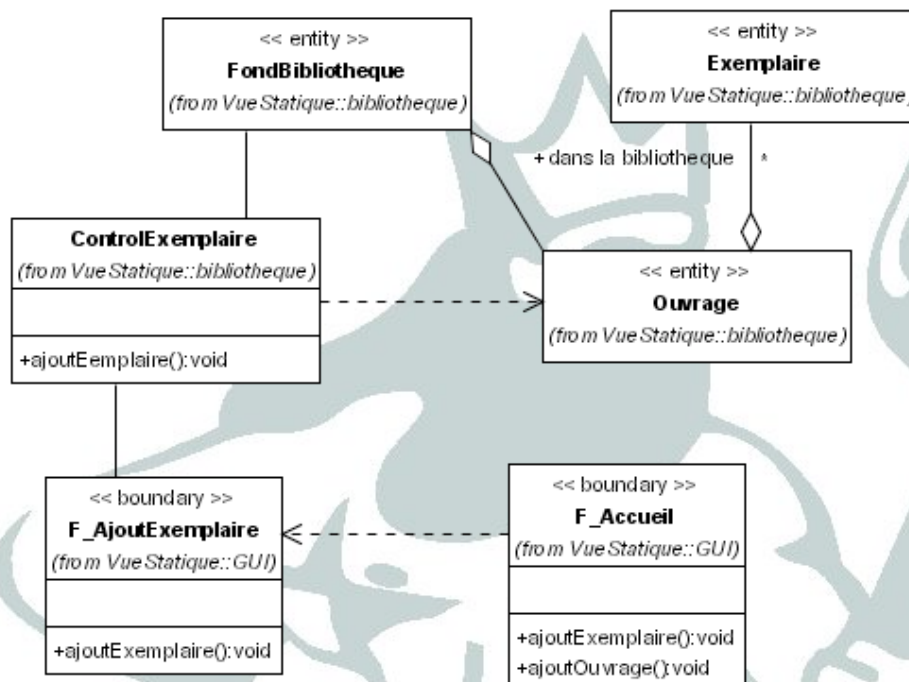 << entity >>
FondBibliotheque
(from VueStatique::bibliotheque)
<< entity >>
Exemplaire
(from VueStatique::bibliotheque)
+ dans la bibliotheque
*
ControlExemplaire
(from VueStatique::bibliotheque)
+ajoutEemplaire():void
<< entity >>
Ouvrage
(from VueStatique::bibliotheque)
<< boundary >>
F_AjoutExemplaire
(from VueStatique::GUI)
+ajoutExemplaire():void
<< boundary >>
F_Accueil
(from VueStatique::GUI)
+ajoutExemplaire():void
+ajoutOuvrage():void